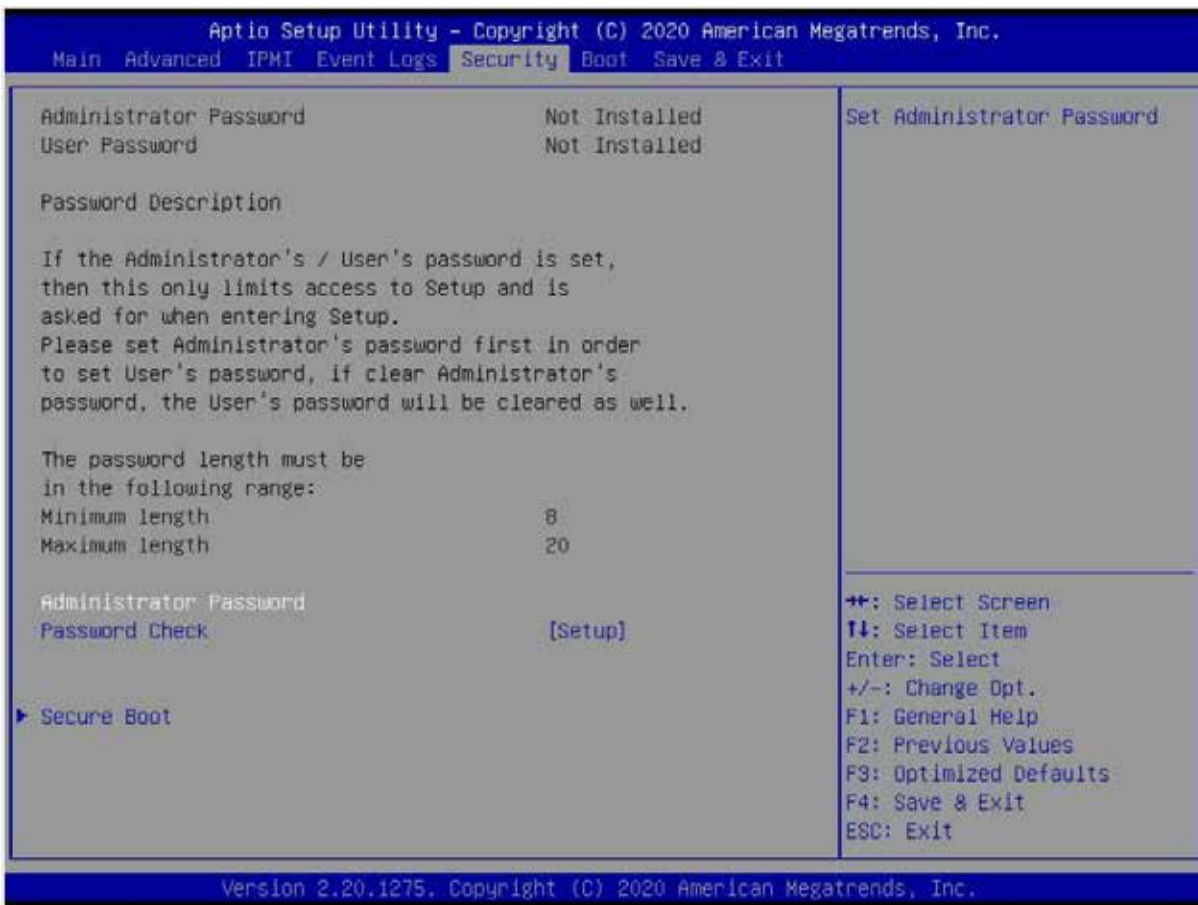 Aptio Setup Utility – Copyright (C) 2020 American Megatrends, Inc.
Main Advanced IPMI Event Logs Security Boot Save & Exit
Administrator Password Not Installed
User Password Not Installed
Password Description
If the Administrator's / User's password is set,
then this only limits access to Setup and is
asked for when entering Setup.
Please set Administrator's password first in order
to set User's password, if clear Administrator's
password, the User's password will be cleared as well.
The password length must be
in the following range:
Minimum length 8
Maximum length 20
Administrator Password
Password Check [Setup]
Secure Boot
Set Administrator Password
→←: Select Screen
↑↓: Select Item
Enter: Select
+/-: Change Opt.
F1: General Help
F2: Previous Values
F3: Optimized Defaults
F4: Save & Exit
ESC: Exit
Version 2.20.1275. Copyright (C) 2020 American Megatrends, Inc.